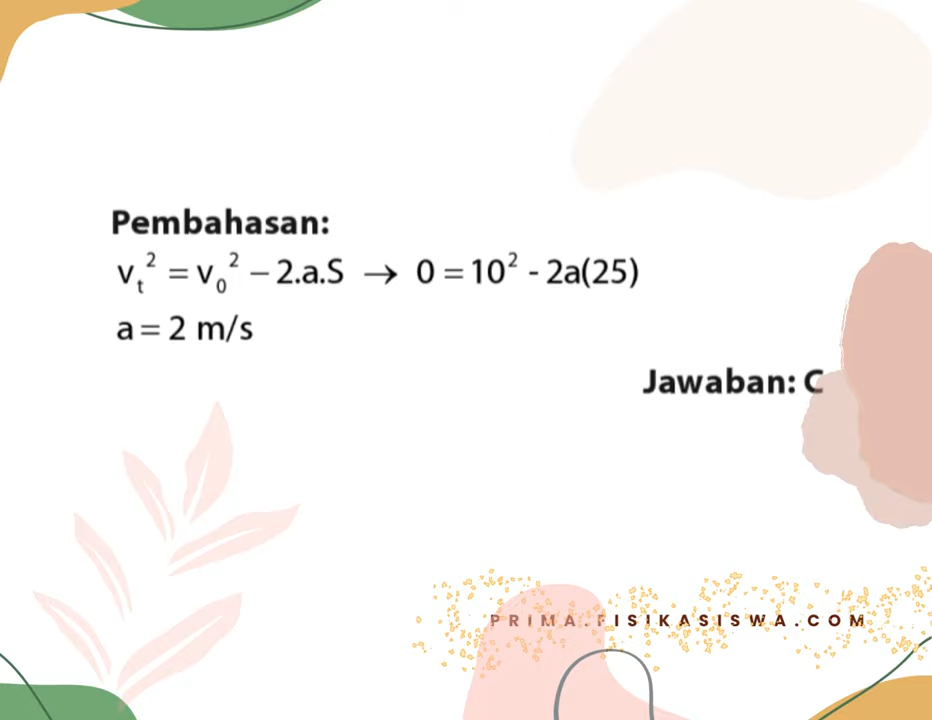 Pembahasan:
vₜ² = v₀² – 2.a.S → 0 = 10² - 2a(25)
a = 2 m/s
Jawaban: C
PRIMA.FISIKASISWA.COM